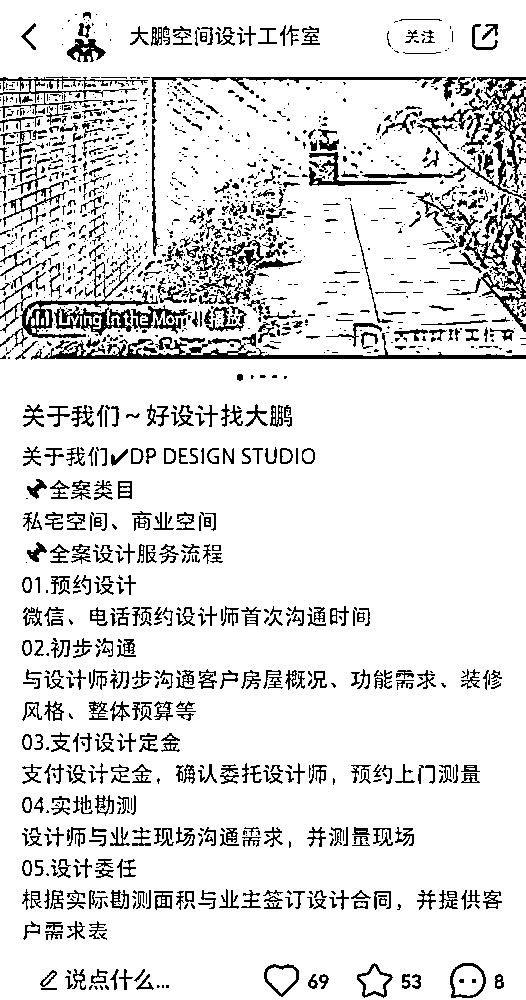 大鹏空间设计工作室
关注
Living in the Mom
播放
关于我们~好设计找大鹏
关于我们✔DP DESIGN STUDIO
📌全案类目
私宅空间、商业空间
📌全案设计服务流程
01.预约设计
微信、电话预约设计师首次沟通时间
02.初步沟通
与设计师初步沟通客户房屋概况、功能需求、装修
风格、整体预算等
03.支付设计定金
支付设计定金，确认委托设计师，预约上门测量
04.实地勘测
设计师与业主现场沟通需求，并测量现场
05.设计委任
根据实际勘测面积与业主签订设计合同，并提供客
户需求表
说点什么...
69
53
8